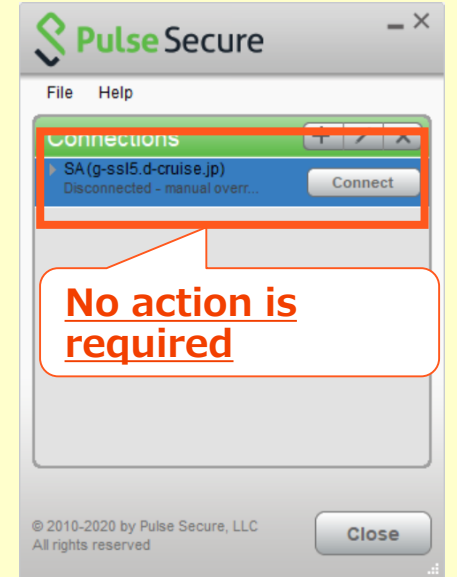 Pulse Secure
File Help
Connections
SA(g-ssl5.d-cruise.jp)
Disconnected - manual overr...
Connect
No action is
required
© 2010-2020 by Pulse Secure, LLC
All rights reserved
Close